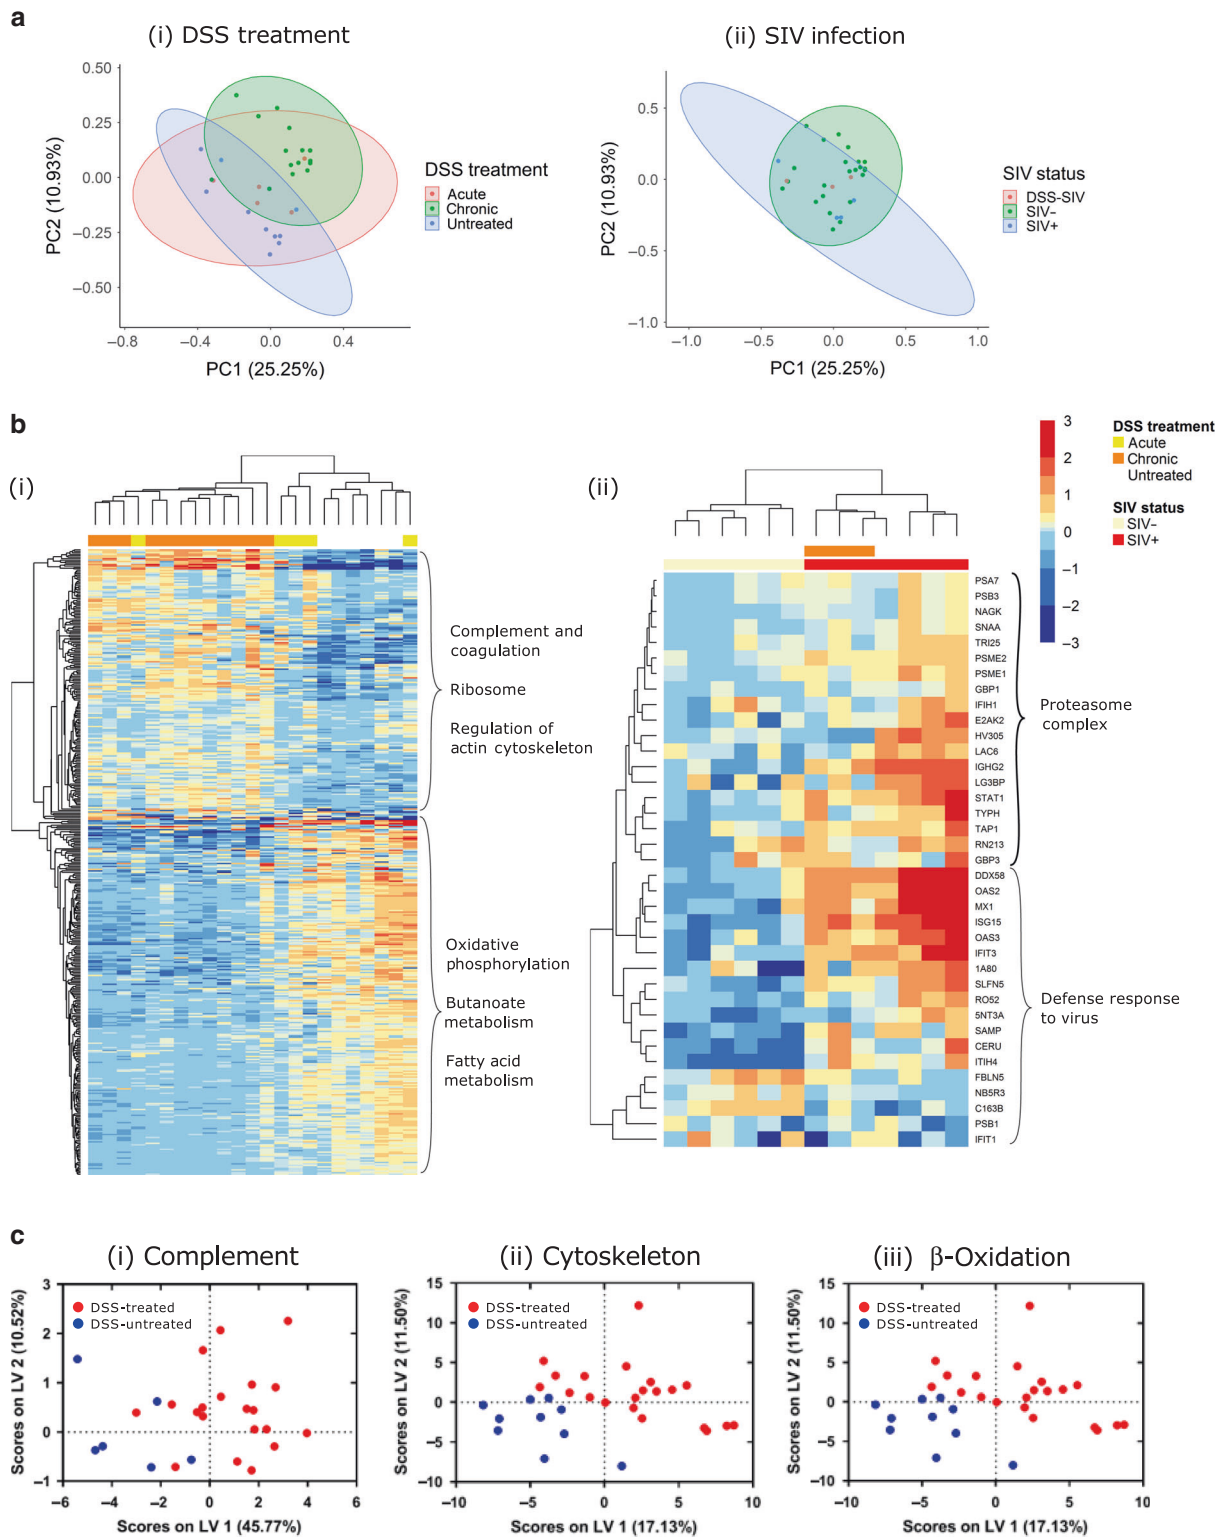 a
(i) DSS treatment
0.50
0.25
0.00
−0.25
−0.50
PC2 (10.93%)
−0.8
−0.4
0.0
0.4
PC1 (25.25%)
DSS treatment
Acute
Chronic
Untreated
(ii) SIV infection
0.5
0.0
−0.5
−1.0
PC2 (10.93%)
−1.0
−0.5
0.0
0.5
1.0
PC1 (25.25%)
SIV status
DSS-SIV
SIV−
SIV+
b
(i)
Complement and
coagulation
Ribosome
Regulation of
actin cytoskeleton
Oxidative
phosphorylation
Butanoate
metabolism
Fatty acid
metabolism
(ii)
PSA7
PSB3
NAGK
SNAA
TRI25
PSME2
PSME1
GBP1
IFIH1
E2AK2
HV305
LAC6
IGHG2
LG3BP
STAT1
TYPH
TAP1
RN213
GBP3
DDX58
OAS2
MX1
ISG15
OAS3
IFIT3
1A80
SLFN5
RO52
5NT3A
SAMP
CERU
ITIH4
FBLN5
NB5R3
C163B
PSB1
IFIT1
Proteasome
complex
Defense response
to virus
3
2
1
0
−1
−2
−3
DSS treatment
Acute
Chronic
Untreated
SIV status
SIV−
SIV+
c
(i) Complement
3
2
1
0
−1
Scores on LV 2 (10.52%)
DSS-treated
DSS-untreated
−6
−4
−2
0
2
4
6
Scores on LV 1 (45.77%)
(ii) Cytoskeleton
15
10
5
0
−5
−10
Scores on LV 2 (11.50%)
DSS-treated
DSS-untreated
−10
−5
0
5
10
Scores on LV 1 (17.13%)
(iii) β-Oxidation
15
10
5
0
−5
−10
Scores on LV 2 (11.50%)
DSS-treated
DSS-untreated
−10
−5
0
5
10
Scores on LV 1 (17.13%)